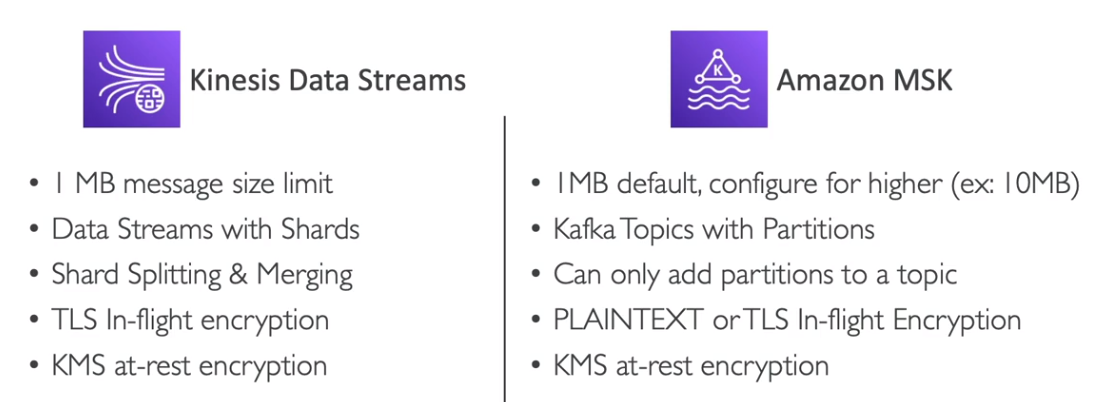 Kinesis Data Streams
• 1 MB message size limit
• Data Streams with Shards
• Shard Splitting & Merging
• TLS In-flight encryption
• KMS at-rest encryption
K
Amazon MSK
• 1MB default, configure for higher (ex: 10MB)
• Kafka Topics with Partitions
• Can only add partitions to a topic
• PLAINTEXT or TLS In-flight Encryption
• KMS at-rest encryption